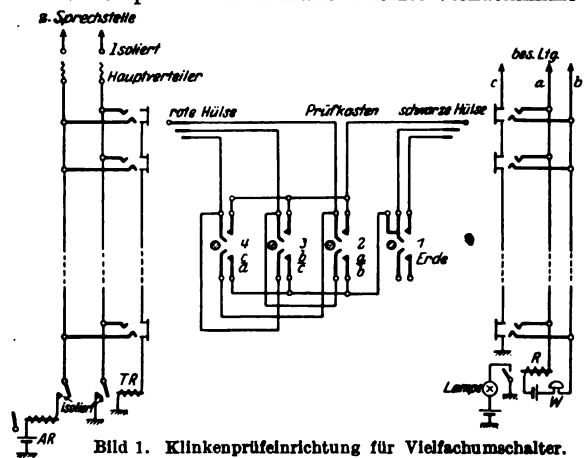 z. Sprechstelle
Isoliert
Hauptverteiler
bes. Ltg.
c
a
b
rote Hülse
Prüfkasten
schwarze Hülse
4
c
a
3
b
c
2
a
b
1
Erde
TR
isoliert
AR
Lampe
R
W
Bild 1. Klinkenprüfeinrichtung für Vielfachumschalter.